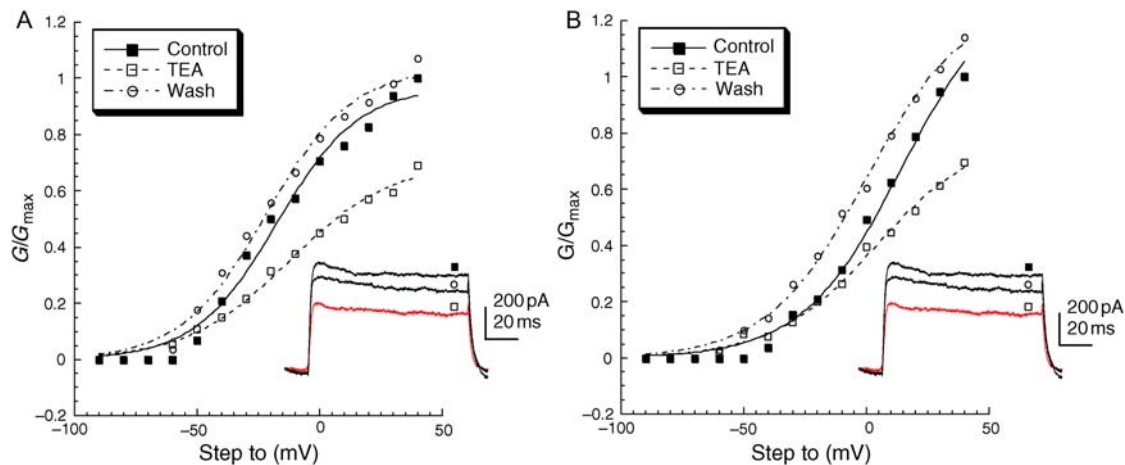 A
1.2
1
0.8
0.6
0.4
0.2
0
–0.2
G/Gmax
Control
TEA
Wash
200 pA
20 ms
–100
–50
0
50
Step to (mV)
B
1.2
1
0.8
0.6
0.4
0.2
0
–0.2
G/Gmax
Control
TEA
Wash
200 pA
20 ms
–100
–50
0
50
Step to (mV)